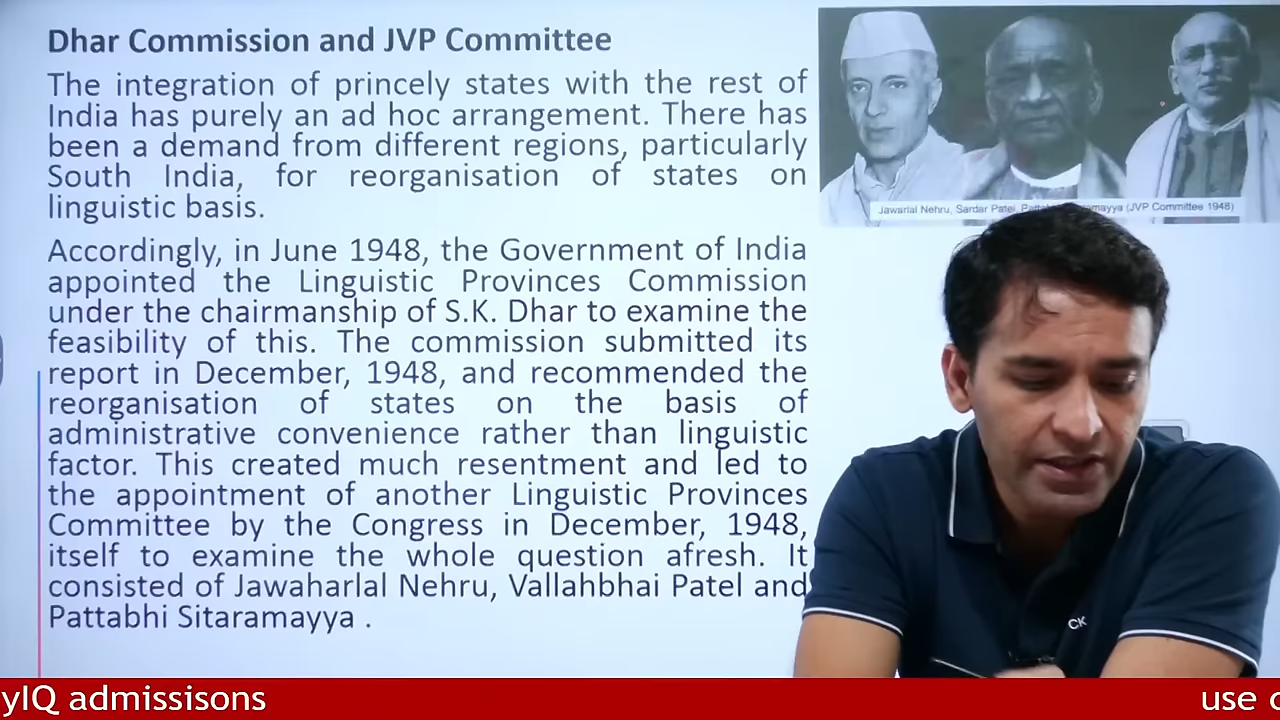 Dhar Commission and JVP Committee
The integration of princely states with the rest of
India has purely an ad hoc arrangement. There has
been a demand from different regions, particularly
South India, for reorganisation of states on
linguistic basis.
Accordingly, in June 1948, the Government of India
appointed the Linguistic Provinces Commission
under the chairmanship of S.K. Dhar to examine the
feasibility of this. The commission submitted its
report in December, 1948, and recommended the
reorganisation of states on the basis of
administrative convenience rather than linguistic
factor. This created much resentment and led to
the appointment of another Linguistic Provinces
Committee by the Congress in December, 1948,
itself to examine the whole question afresh. It
consisted of Jawaharlal Nehru, Vallahbhai Patel and
Pattabhi Sitaramayya .
Jawarlal Nehru, Sardar Patel, (JVP Committee 1948)
CK
yIQ admissisons
use